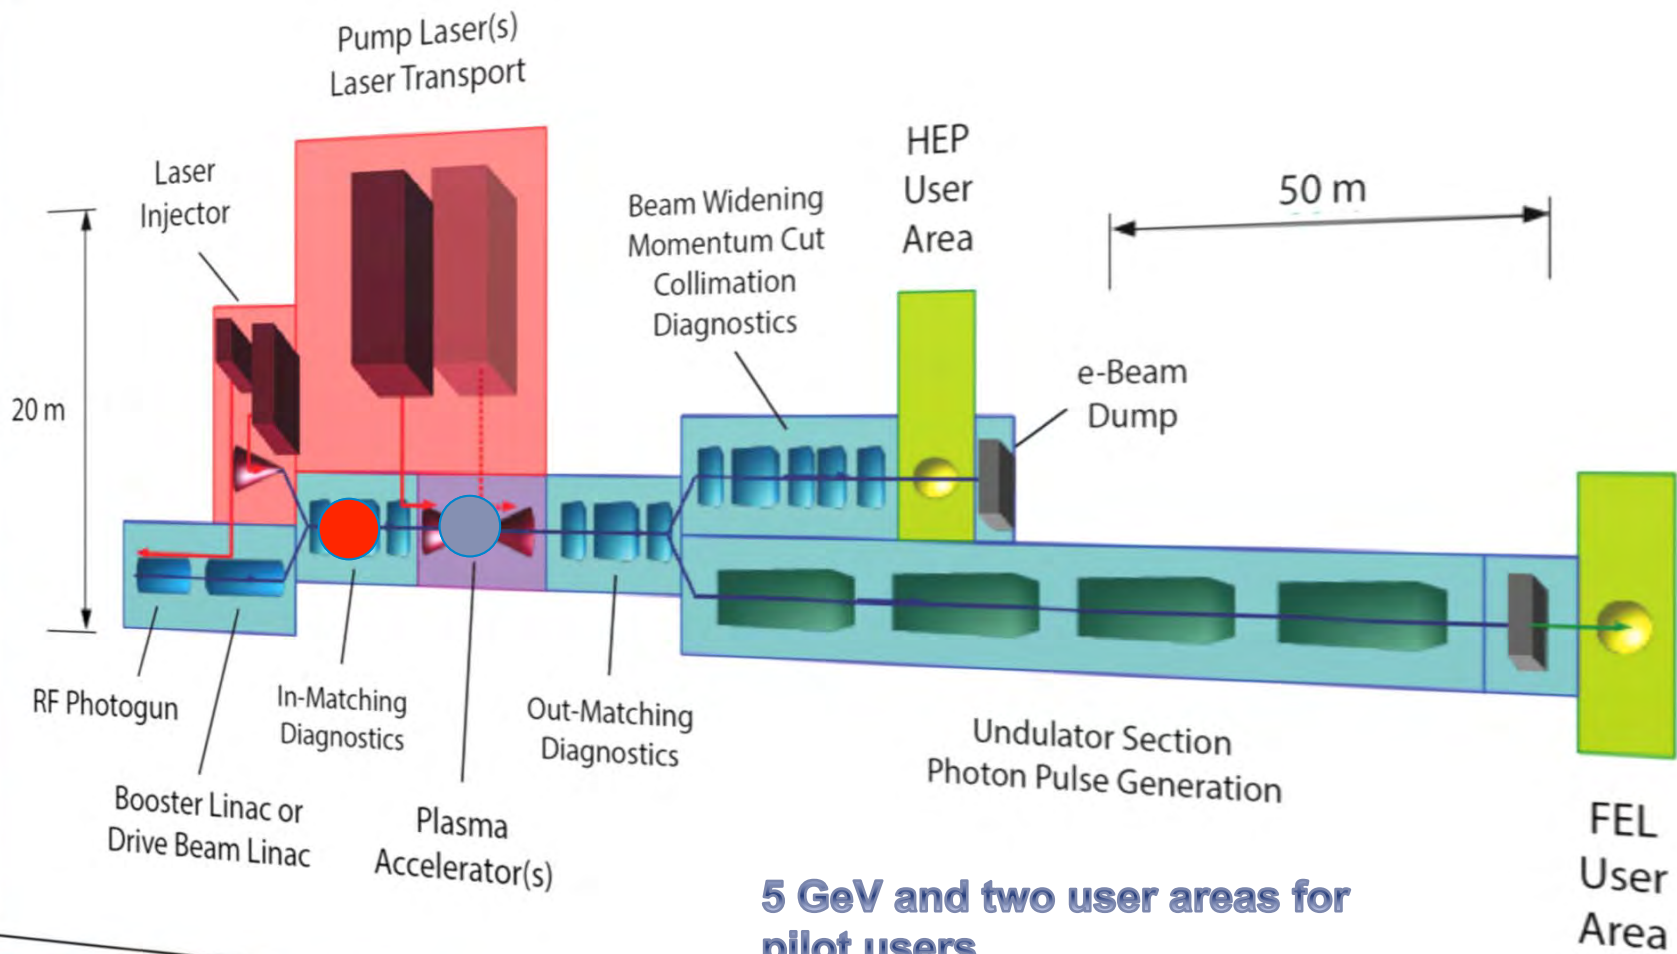 Pump Laser(s)
Laser Transport
Laser
Injector
20 m
Beam Widening
Momentum Cut
Collimation
Diagnostics
HEP
User
Area
50 m
e-Beam
Dump
RF Photogun
In-Matching
Diagnostics
Out-Matching
Diagnostics
Booster Linac or
Drive Beam Linac
Plasma
Accelerator(s)
Undulator Section
Photon Pulse Generation
FEL
User
Area
5 GeV and two user areas for
pilot users